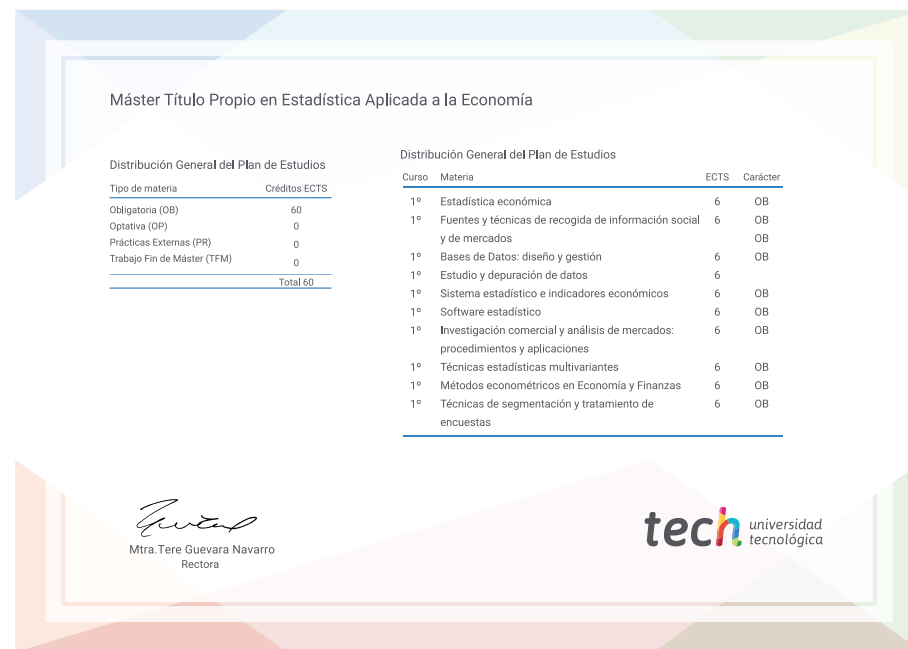 Máster Título Propio en Estadística Aplicada a la Economía
Distribución General del Plan de Estudios
Tipo de materia Créditos ECTS
Obligatoria (OB) 60
Optativa (OP) 0
Prácticas Externas (PR) 0
Trabajo Fin de Máster (TFM) 0
Total 60
Distribución General del Plan de Estudios
Curso Materia ECTS Carácter
1º Estadística económica 6 OB
1º Fuentes y técnicas de recogida de información social 6 OB
y de mercados OB
1º Bases de Datos: diseño y gestión 6 OB
1º Estudio y depuración de datos 6
1º Sistema estadístico e indicadores económicos 6 OB
1º Software estadístico 6 OB
1º Investigación comercial y análisis de mercados: 6 OB
procedimientos y aplicaciones
1º Técnicas estadísticas multivariantes 6 OB
1º Métodos econométricos en Economía y Finanzas 6 OB
1º Técnicas de segmentación y tratamiento de 6 OB
encuestas
Mtra.Tere Guevara Navarro
Rectora
tech universidad
tecnológica